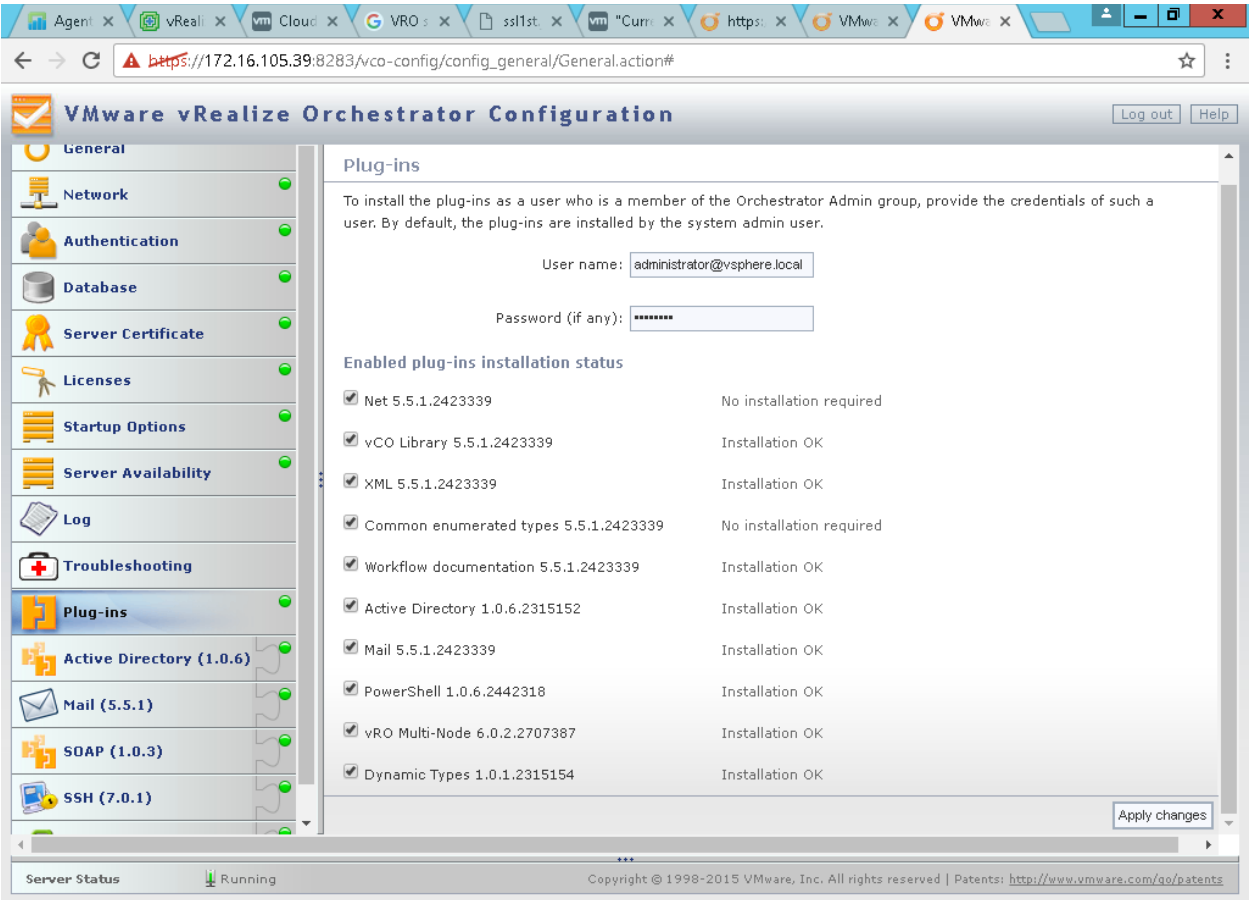 Agent
vReali
Cloud
VRO s
ssl1st.
"Curre
https:
VMwa
VMwa
https://172.16.105.39:8283/vco-config/config_general/General.action#
VMware vRealize Orchestrator Configuration
Log out
Help
General
Network
Authentication
Database
Server Certificate
Licenses
Startup Options
Server Availability
Log
Troubleshooting
Plug-ins
Active Directory (1.0.6)
Mail (5.5.1)
SOAP (1.0.3)
SSH (7.0.1)
Plug-ins
To install the plug-ins as a user who is a member of the Orchestrator Admin group, provide the credentials of such a
user. By default, the plug-ins are installed by the system admin user.
User name: administrator@vsphere.local
Password (if any): ••••••••
Enabled plug-ins installation status
Net 5.5.1.2423339 No installation required
vCO Library 5.5.1.2423339 Installation OK
XML 5.5.1.2423339 Installation OK
Common enumerated types 5.5.1.2423339 No installation required
Workflow documentation 5.5.1.2423339 Installation OK
Active Directory 1.0.6.2315152 Installation OK
Mail 5.5.1.2423339 Installation OK
PowerShell 1.0.6.2442318 Installation OK
vRO Multi-Node 6.0.2.2707387 Installation OK
Dynamic Types 1.0.1.2315154 Installation OK
Apply changes
Server Status Running Copyright © 1998-2015 VMware, Inc. All rights reserved | Patents: http://www.vmware.com/go/patents